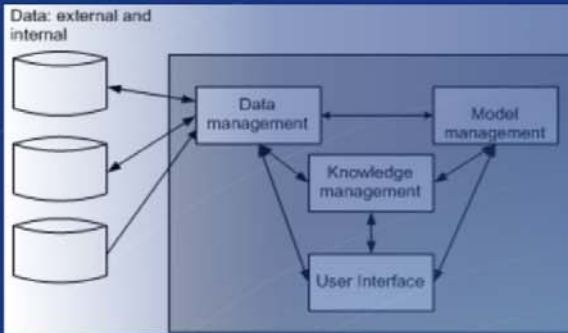 Data: external and
internal
Data
management
Model
management
Knowledge
management
User Interface